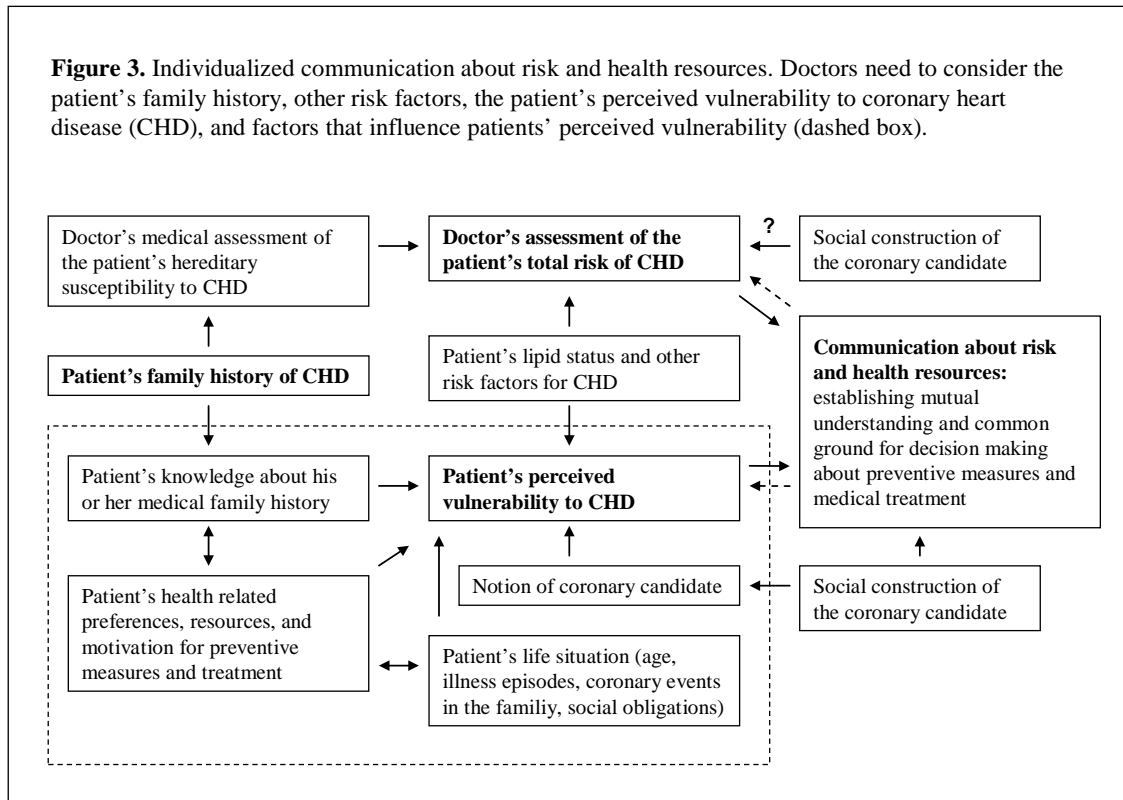 Figure 3. Individualized communication about risk and health resources. Doctors need to consider the
patient’s family history, other risk factors, the patient’s perceived vulnerability to coronary heart
disease (CHD), and factors that influence patients’ perceived vulnerability (dashed box).
Doctor’s medical assessment of
the patient’s hereditary
susceptibility to CHD
Doctor’s assessment of the
patient’s total risk of CHD
?
Social construction of
the coronary candidate
Patient’s family history of CHD
Patient’s lipid status and other
risk factors for CHD
Communication about risk
and health resources:
establishing mutual
understanding and common
ground for decision making
about preventive measures and
medical treatment
Patient’s knowledge about his
or her medical family history
Patient’s perceived
vulnerability to CHD
Patient’s health related
preferences, resources, and
motivation for preventive
measures and treatment
Notion of coronary candidate
Social construction of
the coronary candidate
Patient’s life situation (age,
illness episodes, coronary events
in the familiy, social obligations)